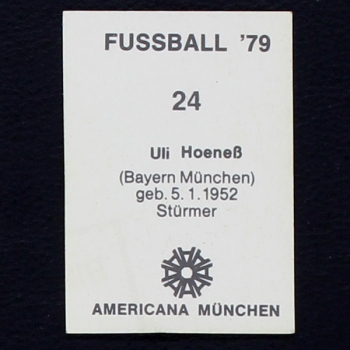 FUSSBALL '79
24
Uli Hoeneß
(Bayern München)
geb. 5. 1. 1952
Stürmer
AMERICANA MÜNCHEN